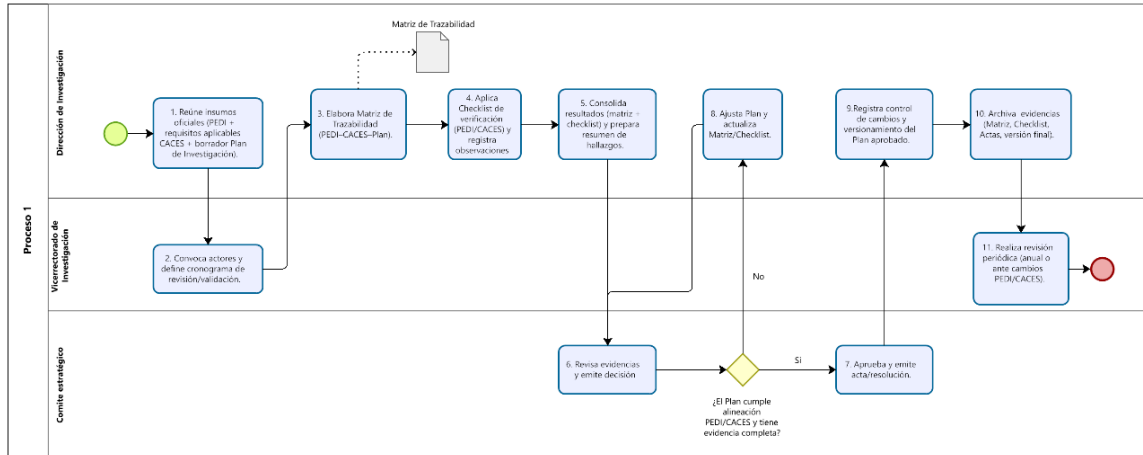 Proceso 1
Dirección de Investigación
Matriz de Trazabilidad
1. Reúne insumos oficiales
(PEDI + requisitos aplicables
CACES + borrador Plan
de Investigación).
3. Elabora Matriz de
Trazabilidad
(PEDI–CACES–Plan).
4. Aplica
Checklist de
verificación
(PEDI/CACES) y
registra
observaciones
5. Consolida
resultados (matriz +
checklist) y prepara
resumen de
hallazgos.
8. Ajusta Plan y
actualiza
Matriz/Checklist.
9.Registra control
de cambios y
versionamiento del
Plan aprobado.
10. Archiva evidencias
(Matriz, Checklist,
Actas, versión final).
Vicerrectorado de
Investigación
2. Convoca actores y
define cronograma de
revisión/validación.
11. Realiza revisión
periódica (anual o
ante cambios
PEDI/CACES).
No
Comite estratégico
6. Revisa evidencias
y emite decisión
Si
7. Aprueba y emite
acta/resolución.
¿El Plan cumple
alineación
PEDI/CACES y tiene
evidencia completa?